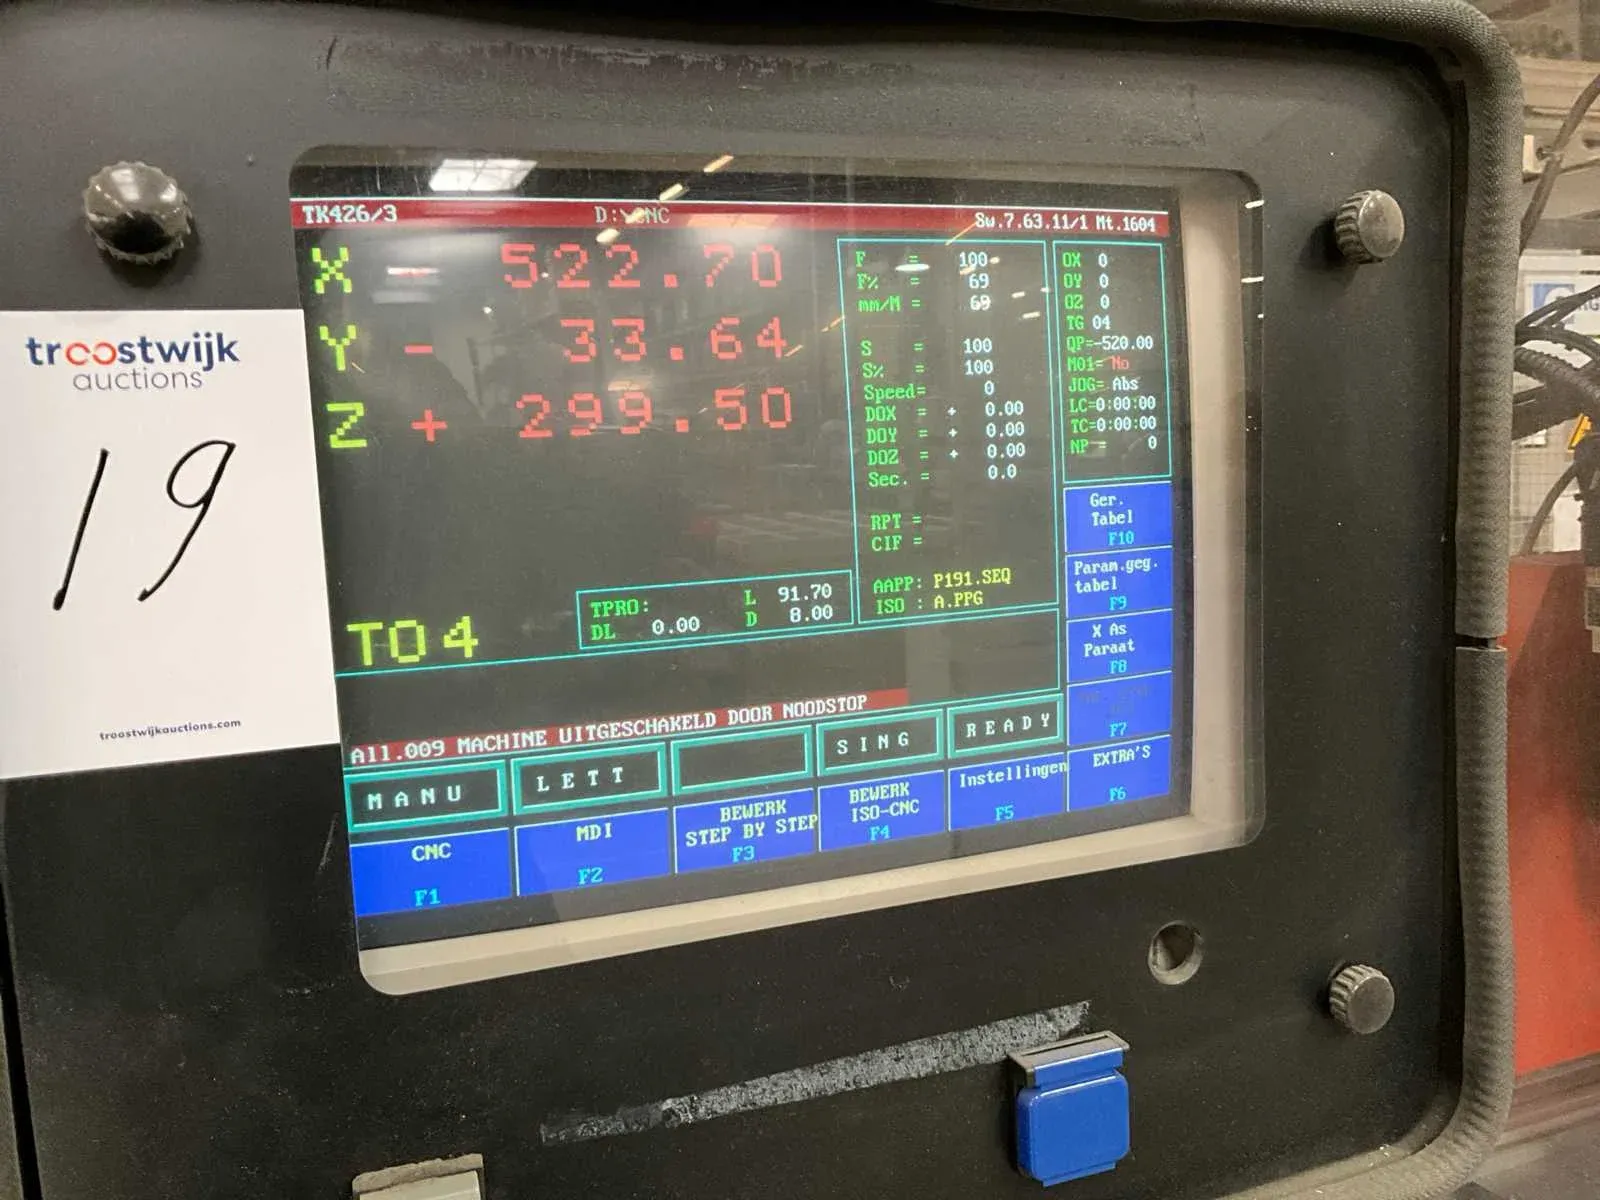 troostwijk
auctions
19
troostwijkauctions.com
TK426/3 D:\CNC Sw.7.63.11/1 Mt.1604
X - 522.70
Y - 33.64
Z + 299.50
T04
TPRO: L 91.70
DL 0.00 D 8.00
F = 100
F% = 69
mm/M = 69
S = 100
S% = 100
Speed= 0
DOX = + 0.00
DOY = + 0.00
DOZ = + 0.00
Sec. = 0.0
RPT =
CIF =
AAPP: P191.SEQ
ISO : A.PPG
OX 0
OY 0
OZ 0
TG 04
QP=-520.00
M01= No
JOG= Abs
LC=0:00:00
TC=0:00:00
NP = 0
Ger.
Tabel
F10
Param.geg.
tabel
F9
X As
Paraat
F8
F7
EXTRA'S
F6
All.009 MACHINE UITGESCHAKELD DOOR NOODSTOP
MANU LETT SING READY
CNC
F1
MDI
F2
BEWERK
STEP BY STEP
F3
BEWERK
ISO-CNC
F4
Instellingen
F5